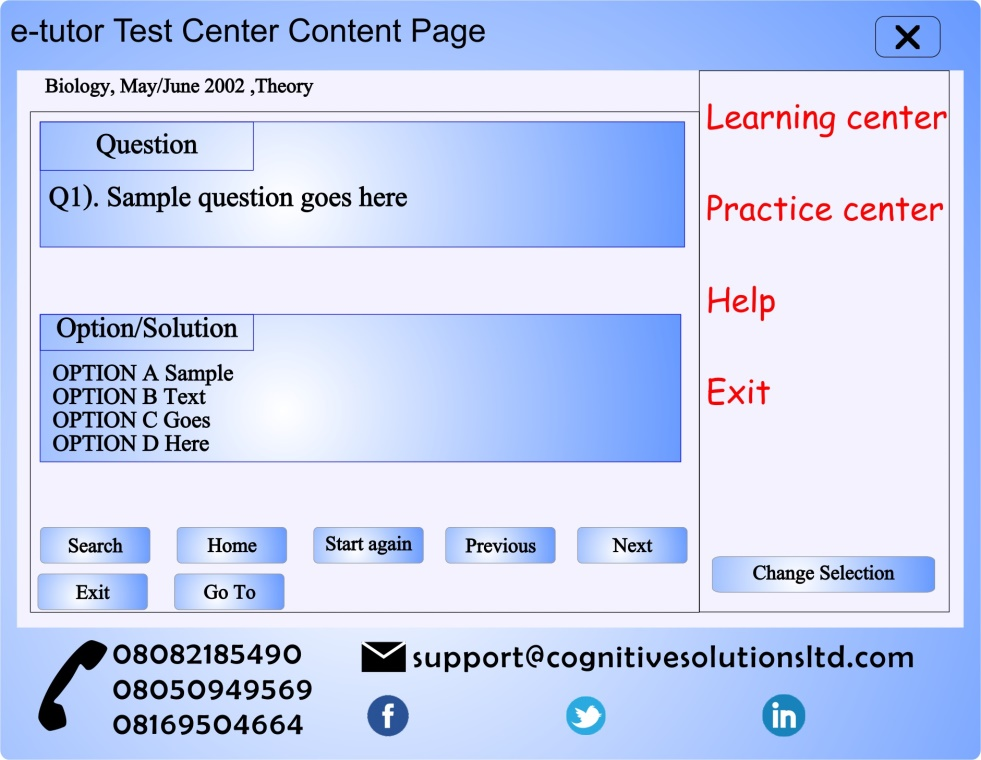 e-tutor Test Center Content Page
X
Biology, May/June 2002 ,Theory
Question
Q1). Sample question goes here
Option/Solution
OPTION A Sample
OPTION B Text
OPTION C Goes
OPTION D Here
Search Home Start again Previous Next
Exit Go To
Learning center
Practice center
Help
Exit
Change Selection
08082185490
08050949569
08169504664
support@cognitivesolutionsltd.com
f
in